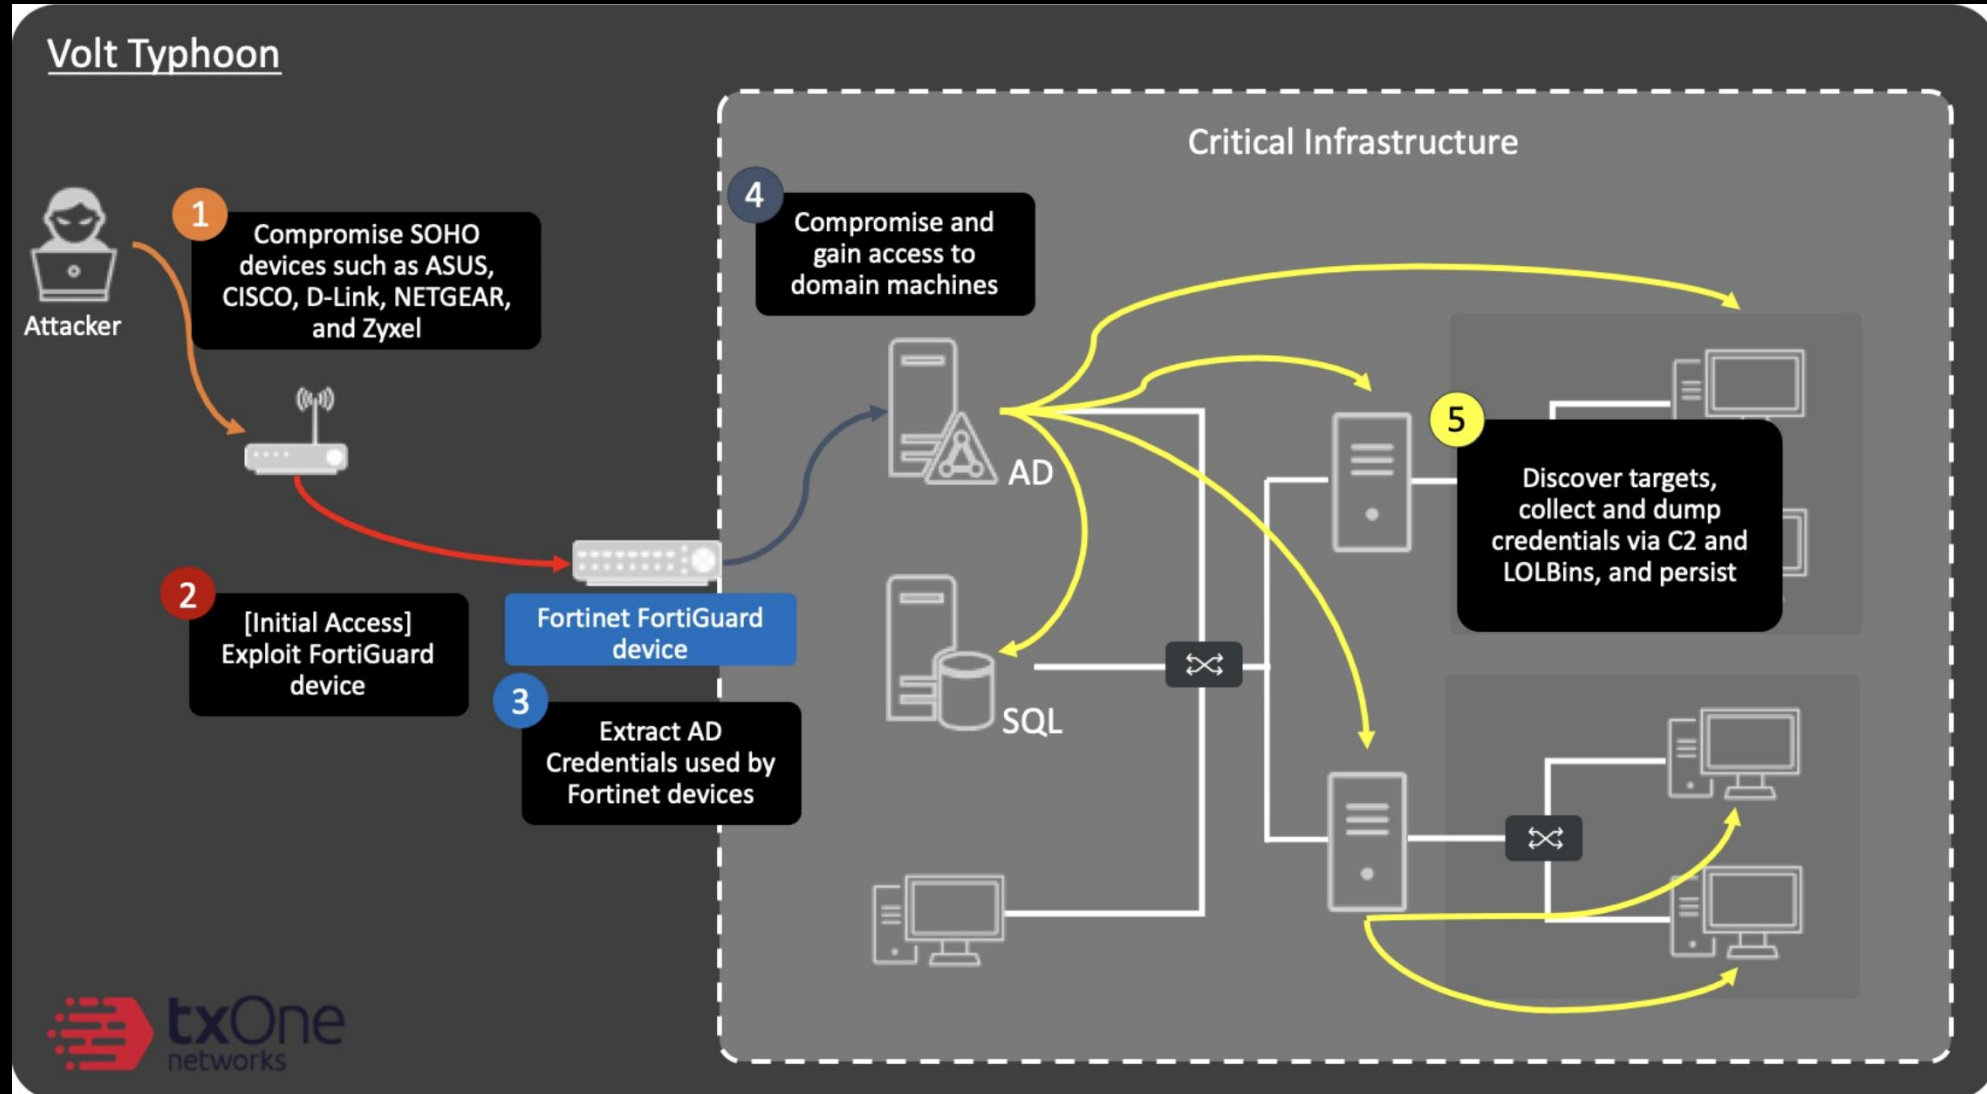 Volt Typhoon
Critical Infrastructure
Attacker
1
Compromise SOHO
devices such as ASUS,
CISCO, D-Link, NETGEAR,
and Zyxel
2
[Initial Access]
Exploit FortiGuard
device
Fortinet FortiGuard
device
3
Extract AD
Credentials used by
Fortinet devices
4
Compromise and
gain access to
domain machines
AD
SQL
5
Discover targets,
collect and dump
credentials via C2 and
LOLBins, and persist
txOne
networks